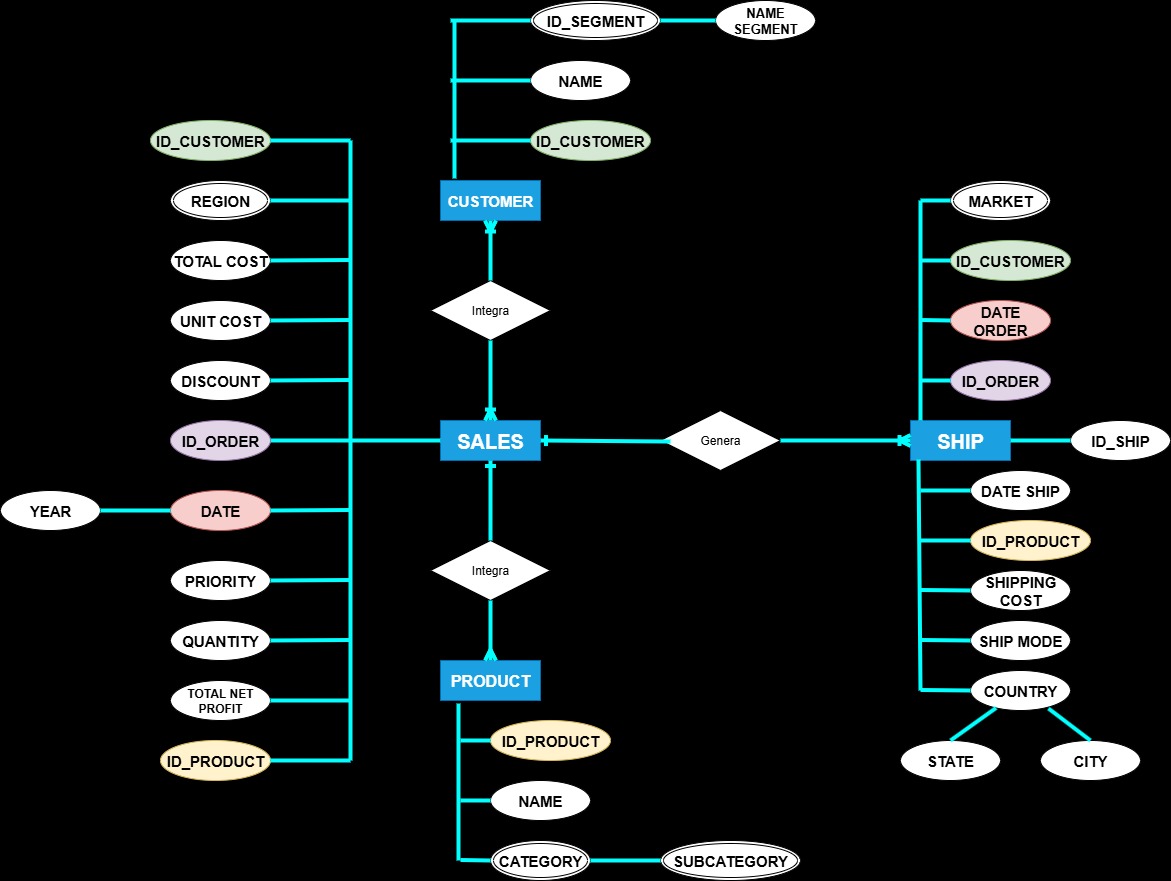 ID_SEGMENT
NAME
SEGMENT
NAME
ID_CUSTOMER
CUSTOMER
Integra
ID_CUSTOMER
REGION
TOTAL COST
UNIT COST
DISCOUNT
ID_ORDER
YEAR
DATE
PRIORITY
QUANTITY
TOTAL NET
PROFIT
ID_PRODUCT
SALES
Genera
Integra
PRODUCT
ID_PRODUCT
NAME
CATEGORY
SUBCATEGORY
MARKET
ID_CUSTOMER
DATE
ORDER
ID_ORDER
SHIP
ID_SHIP
DATE SHIP
ID_PRODUCT
SHIPPING
COST
SHIP MODE
COUNTRY
STATE
CITY